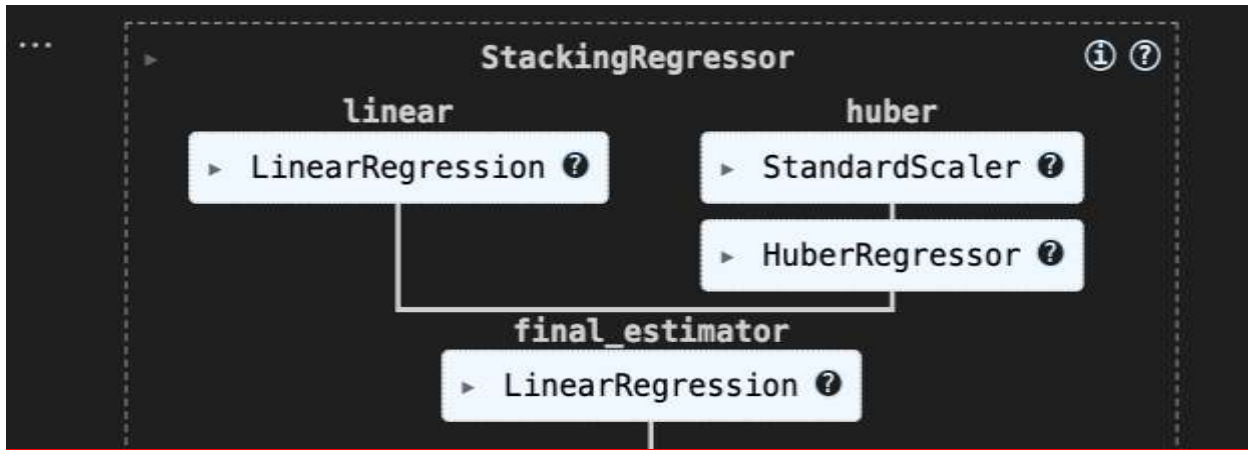 ...
StackingRegressor
linear
huber
LinearRegression
StandardScaler
HuberRegressor
final_estimator
LinearRegression